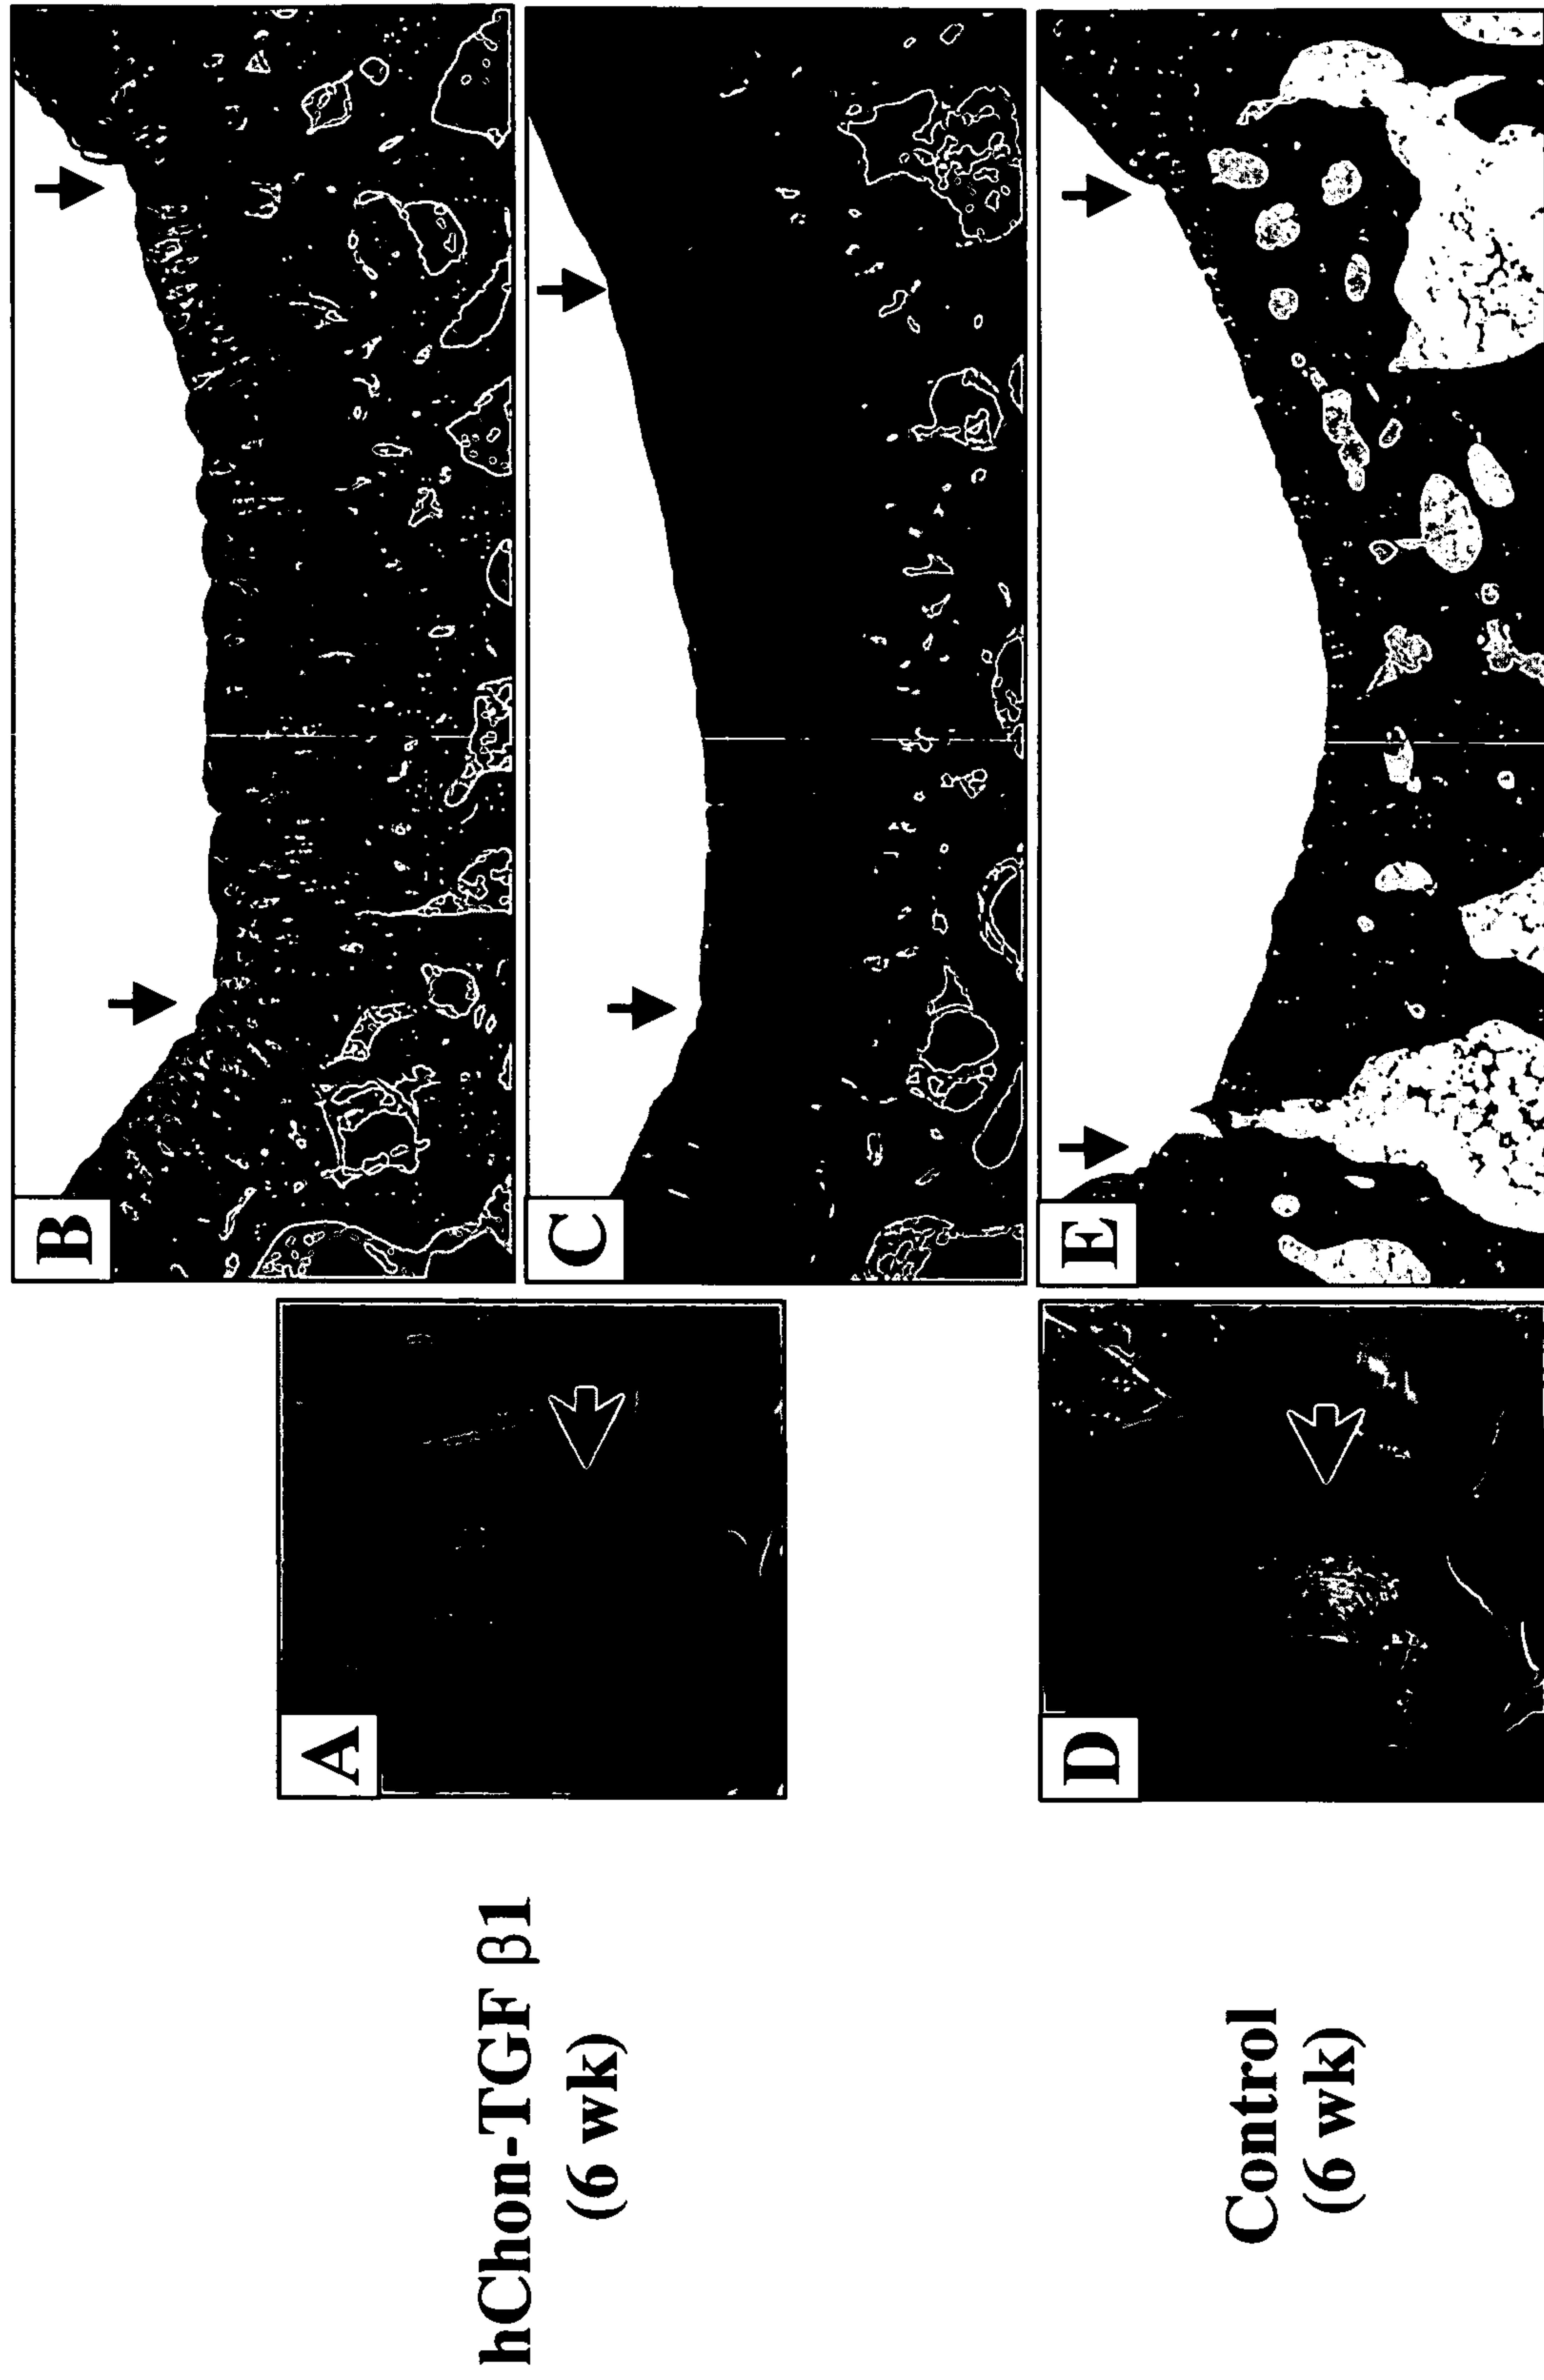 hChon-TGF β1
(6 wk)
A
B
C
Control
(6 wk)
D
E